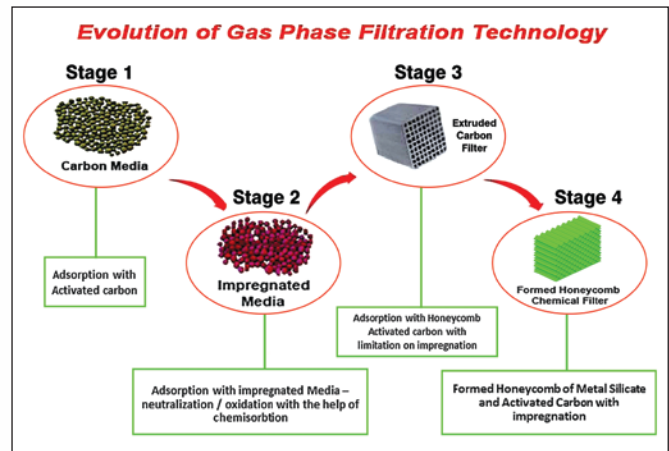 Evolution of Gas Phase Filtration Technology
Stage 1
Carbon Media
Adsorption with
Activated carbon
Stage 2
Impregnated
Media
Adsorption with impregnated Media –
neutralization / oxidation with the help of
chemisorbtion
Stage 3
Extruded
Carbon
Filter
Adsorption with Honeycomb
Activated carbon with
limitation on impregnation
Stage 4
Formed Honeycomb
Chemical Filter
Formed Honeycomb of Metal Silicate
and Activated Carbon with
impregnation